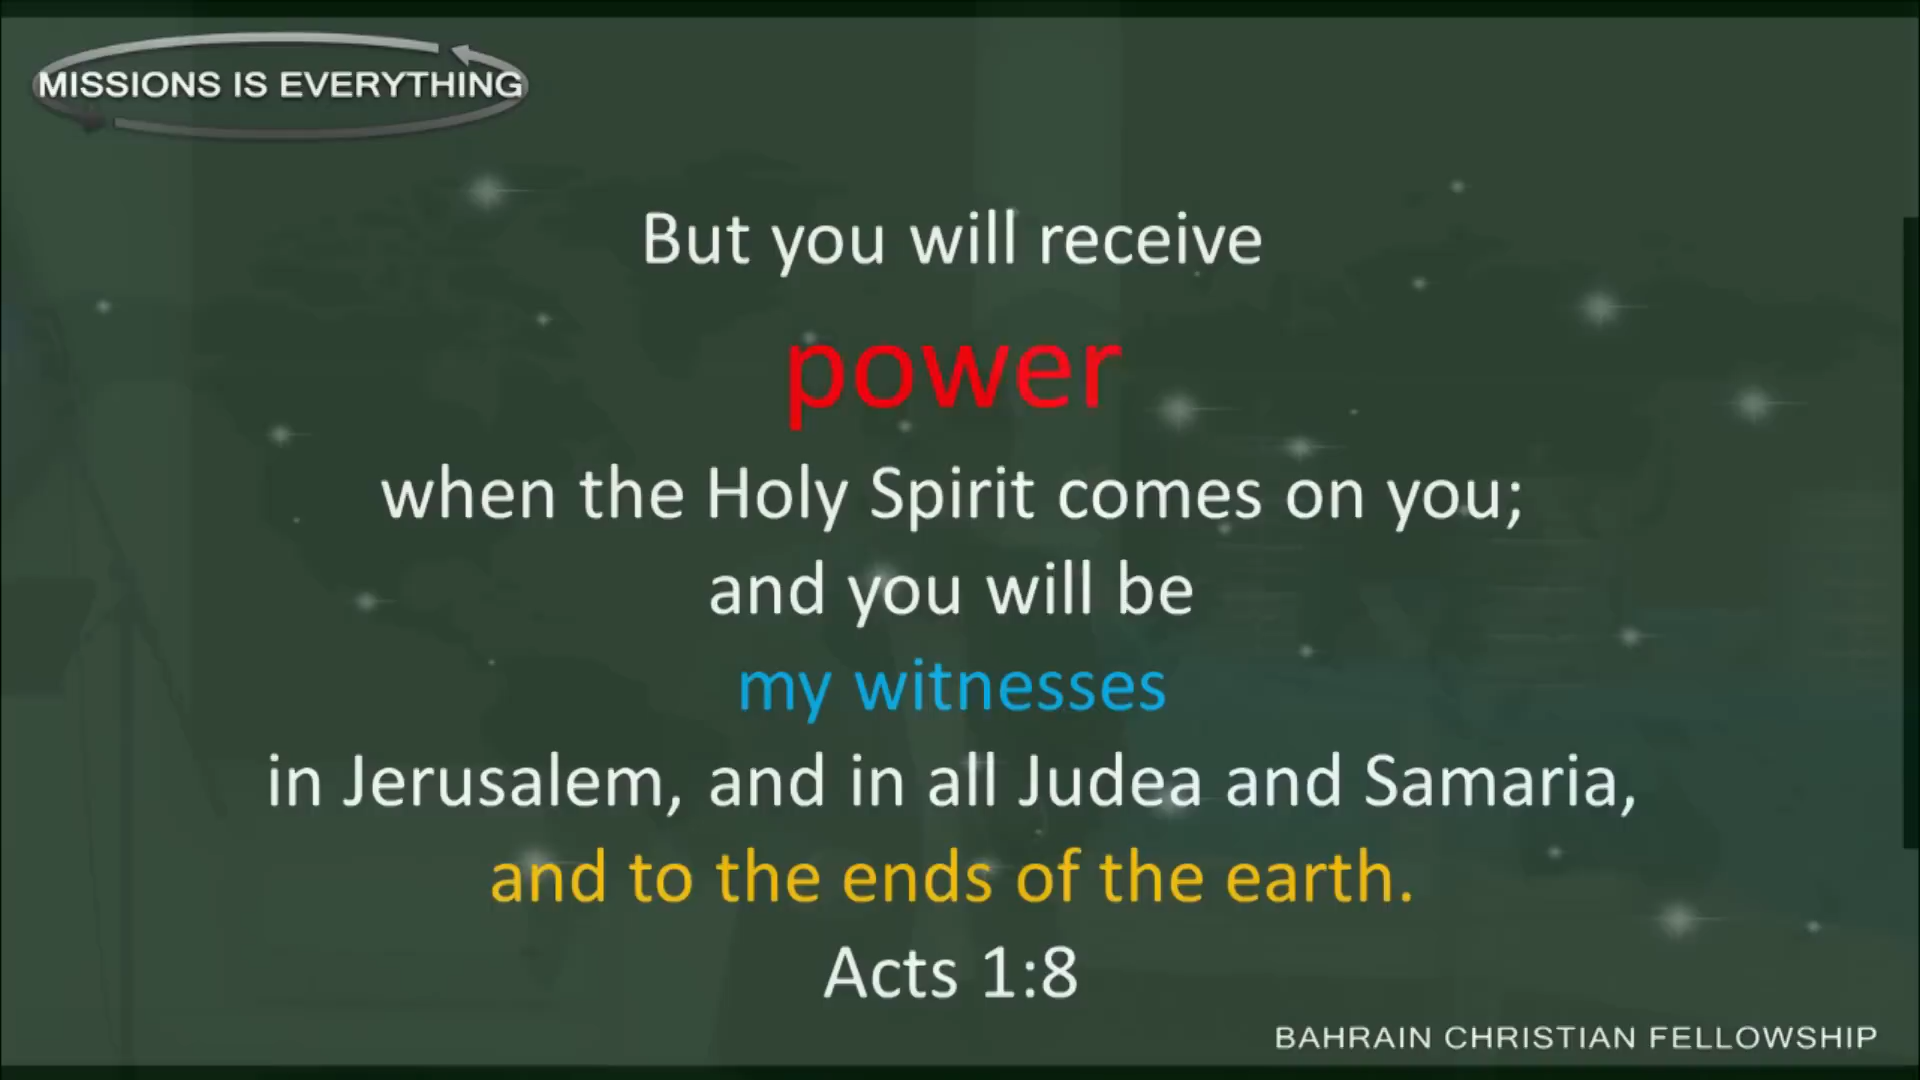 MISSIONS IS EVERYTHING
But you will receive
power
when the Holy Spirit comes on you;
and you will be
my witnesses
in Jerusalem, and in all Judea and Samaria,
and to the ends of the earth.
Acts 1:8
BAHRAIN CHRISTIAN FELLOWSHIP